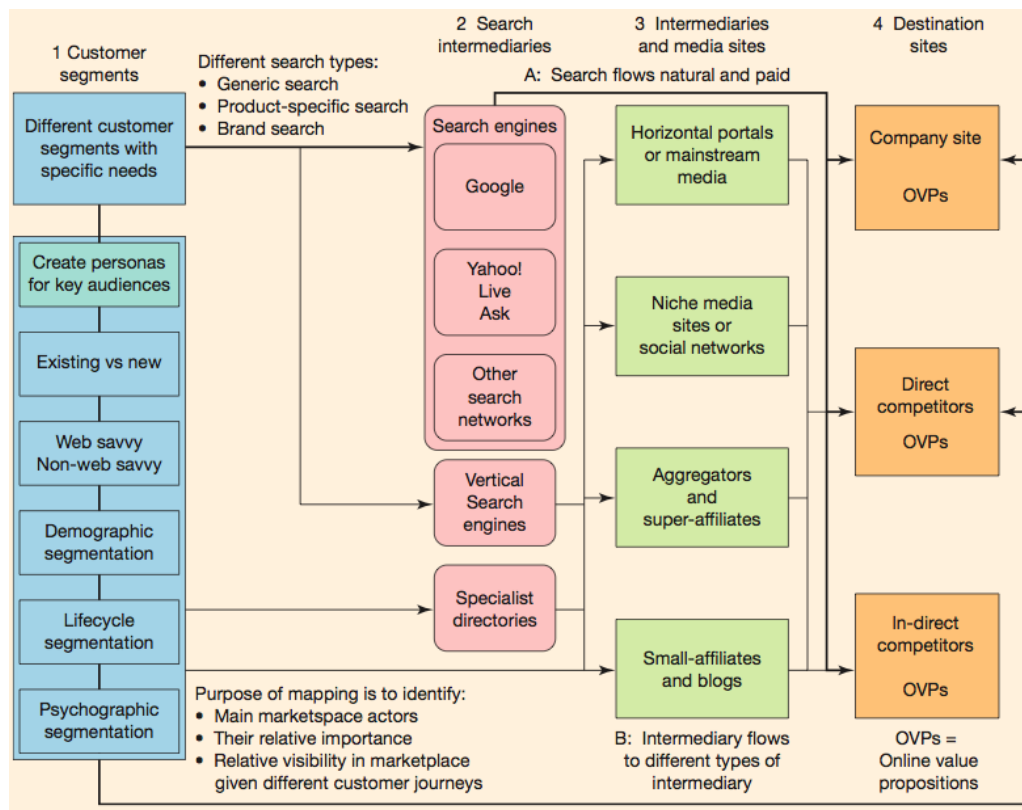 1 Customer
segments
Different search types:
• Generic search
• Product-specific search
• Brand search
2 Search
intermediaries
3 Intermediaries
and media sites
4 Destination
sites
A: Search flows natural and paid
Different customer
segments with
specific needs
Create personas
for key audiences
Existing vs new
Web savvy
Non-web savvy
Demographic
segmentation
Lifecycle
segmentation
Psychographic
segmentation
Search engines
Google
Yahoo!
Live
Ask
Other
search
networks
Vertical
Search
engines
Specialist
directories
Horizontal portals
or mainstream
media
Niche media
sites or
social networks
Aggregators
and
super-affiliates
Small-affiliates
and blogs
Company site
OVPs
Direct
competitors
OVPs
In-direct
competitors
OVPs
Purpose of mapping is to identify:
• Main marketspace actors
• Their relative importance
• Relative visibility in marketplace
given different customer journeys
B: Intermediary flows
to different types of
intermediary
OVPs =
Online value
propositions